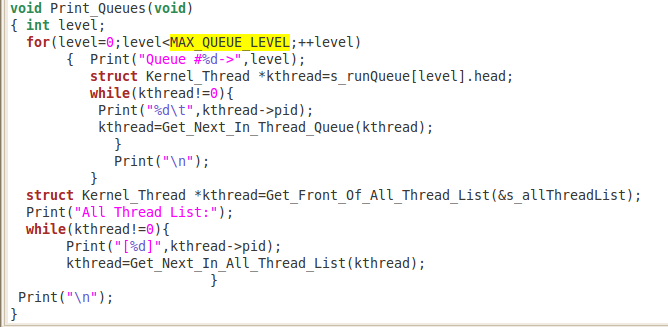 void Print_Queues(void)
{ int level;
  for(level=0;level<MAX_QUEUE_LEVEL;++level)
       {  Print("Queue #%d->",level);
          struct Kernel_Thread *kthread=s_runQueue[level].head;
          while(kthread!=0){
           Print("%d\t",kthread->pid);
           kthread=Get_Next_In_Thread_Queue(kthread);
             }
             Print("\n");
          }
  struct Kernel_Thread *kthread=Get_Front_Of_All_Thread_List(&s_allThreadList);
  Print("All Thread List:");
  while(kthread!=0){
       Print("[%d]",kthread->pid);
       kthread=Get_Next_In_All_Thread_List(kthread);
                         }
 Print("\n");
}